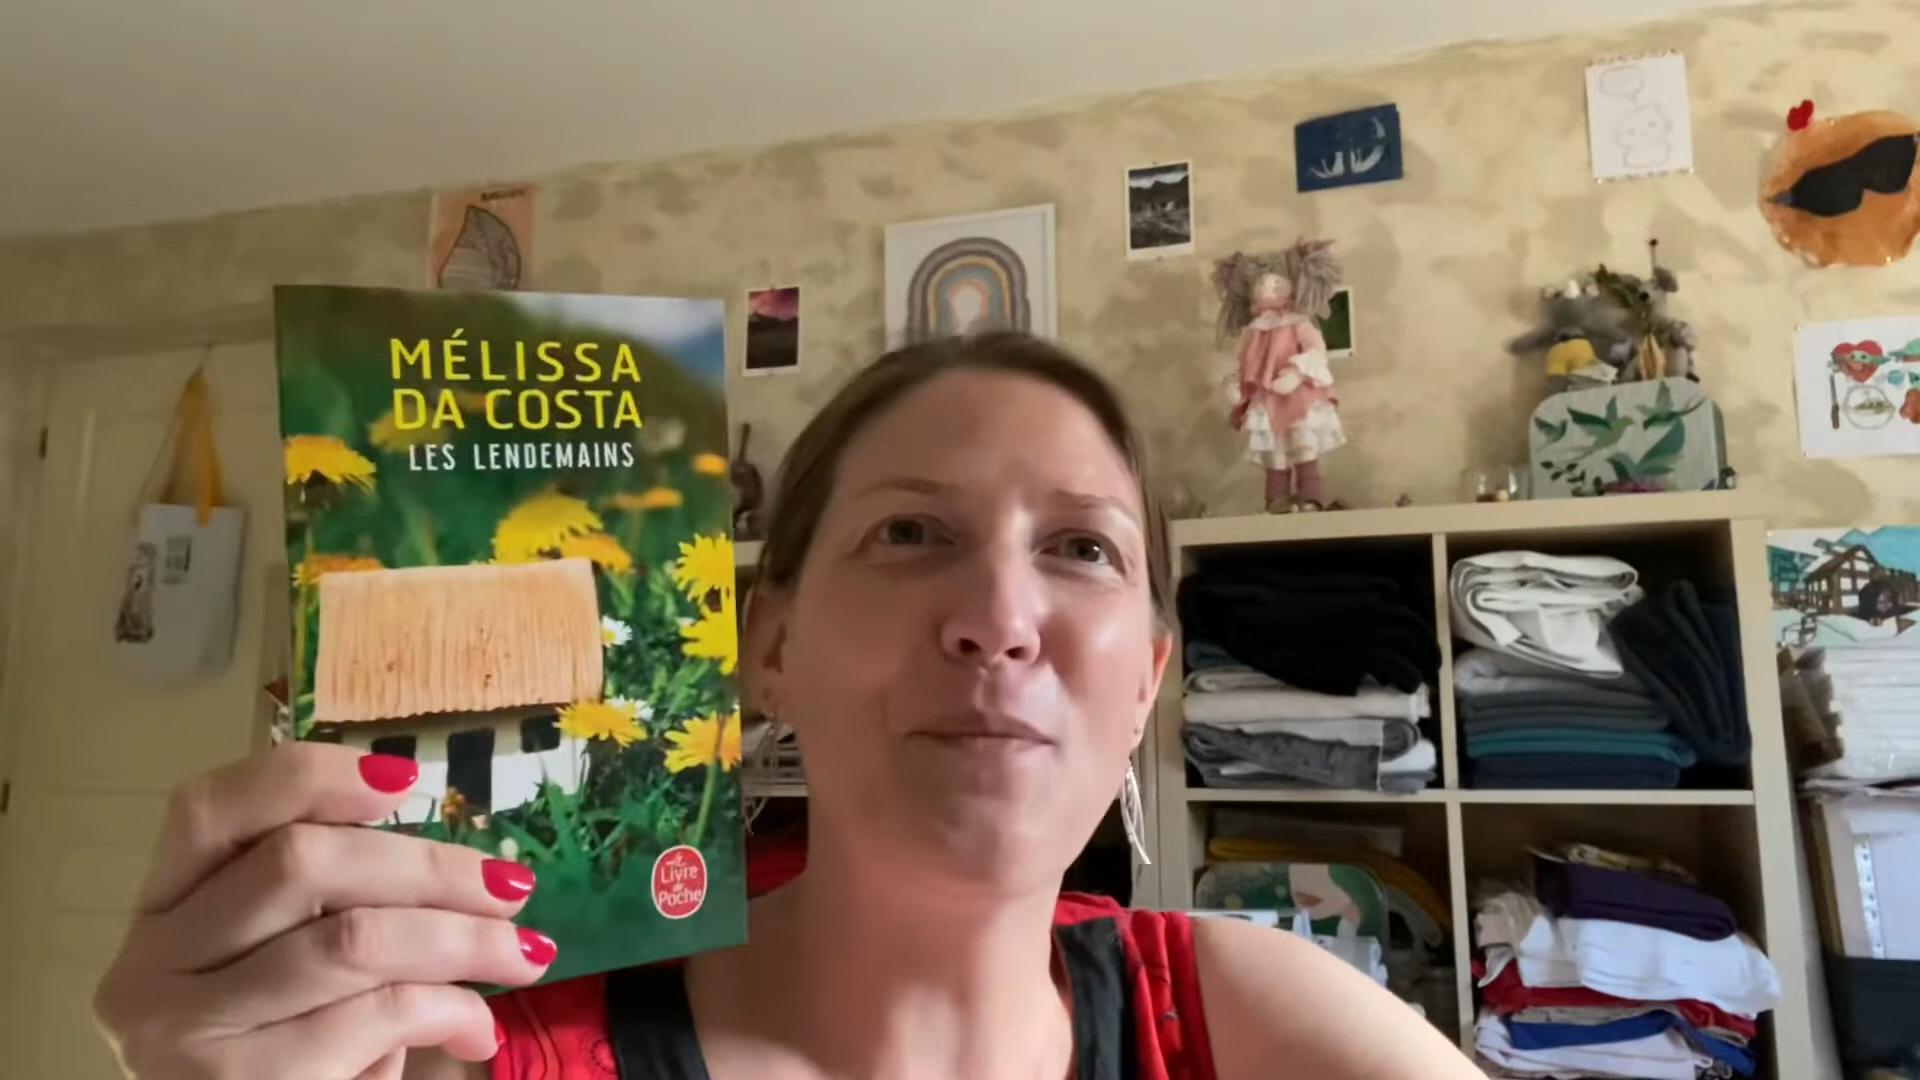 MÉLISSA
DA COSTA
LES LENDEMAINS
Le
Livre
de
Poche